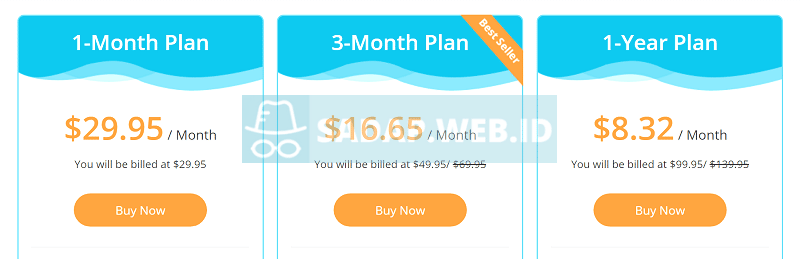 1-Month Plan
$29.95 / Month
You will be billed at $29.95
Buy Now
3-Month Plan
Best Seller
$16.65 / Month
You will be billed at $49.95/ $69.95
Buy Now
1-Year Plan
$8.32 / Month
You will be billed at $99.95/ $139.95
Buy Now
SADAP-WEB.ID